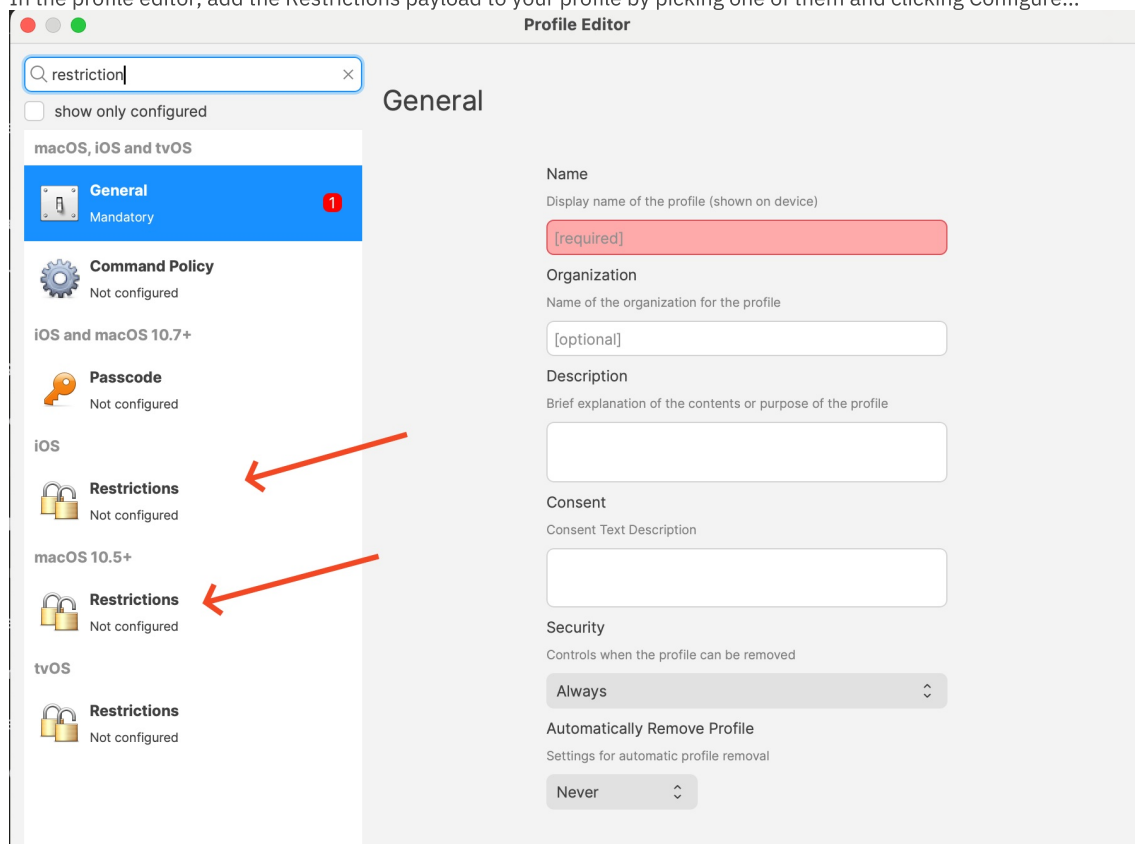 In the profile editor, add the Restrictions payload to your profile by picking one of them and clicking Configure...
Profile Editor
restriction
show only configured
macOS, iOS and tvOS
General
Mandatory
1
Command Policy
Not configured
iOS and macOS 10.7+
Passcode
Not configured
iOS
Restrictions
Not configured
macOS 10.5+
Restrictions
Not configured
tvOS
Restrictions
Not configured
General
Name
Display name of the profile (shown on device)
[required]
Organization
Name of the organization for the profile
[optional]
Description
Brief explanation of the contents or purpose of the profile
Consent
Consent Text Description
Security
Controls when the profile can be removed
Always
Automatically Remove Profile
Settings for automatic profile removal
Never